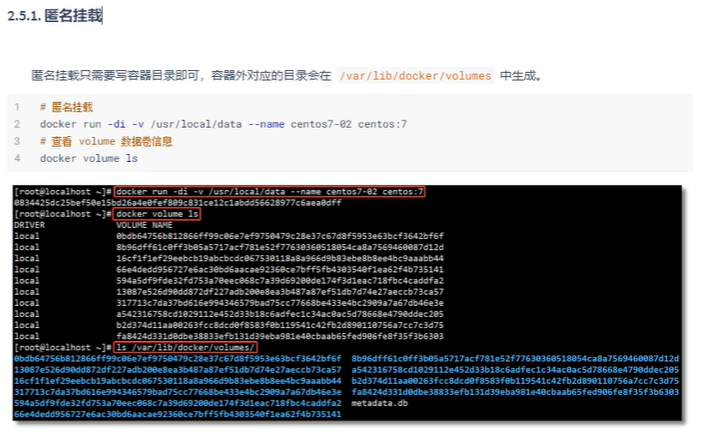 2.5.1. 匿名挂载
匿名挂载只需要写容器目录即可，容器外对应的目录会在 /var/lib/docker/volumes 中生成。
1 # 匿名挂载
2 docker run -di -v /usr/local/data --name centos7-02 centos:7
3 # 查看 volume 数据卷信息
4 docker volume ls
[root@localhost ~]# docker run -di -v /usr/local/data --name centos7-02 centos:7
0834425dc25bef50e15bd26a4e0fef809c831ce12c1abdd56628977c6aea0dff
[root@localhost ~]# docker volume ls
DRIVER VOLUME NAME
local 0bdb64756b812866ff99c06e7ef9750479c28e37c67d8f5953e63bcf3642bf6f
local 8b96dff61c0ff3b05a5717acf781e52f77630360518054ca8a7569460087d12d
local 16cf1f1ef29eebcb19abcbcdc067530118a8a966d9b83ebe8b8ee4bc9aaabb44
local 66e4dedd956727e6ac30bd6aacae92360ce7bff5fb4303540f1ea62f4b735141
local 594a5df9fde32fd753a70eec068c7a39d69200de174f3d1eac718fbc4caddfa2
local 13087e526d90dd872df227adb200e8ea3b487a87ef51db7d74e27aeccb73ca57
local 317713c7da37bd616e994346579bad75cc77668be433e4bc2909a7a67db46e3e
local a542316758cd1029112e452d33b18c6adfec1c34ac0ac5d78668e4790ddec205
local b2d374d11aa00263fcc8dcd0f8583f0b119541c42fb2d890110756a7cc7c3d75
local fa8424d331d0dbe38833efb131d39eba981e40cbaab65fed906fe8f35f3b6303
[root@localhost ~]# ls /var/lib/docker/volumes/
0bdb64756b812866ff99c06e7ef9750479c28e37c67d8f5953e63bcf3642bf6f 8b96dff61c0ff3b05a5717acf781e52f77630360518054ca8a7569460087d12d
13087e526d90dd872df227adb200e8ea3b487a87ef51db7d74e27aeccb73ca57 a542316758cd1029112e452d33b18c6adfec1c34ac0ac5d78668e4790ddec205
16cf1f1ef29eebcb19abcbcdc067530118a8a966d9b83ebe8b8ee4bc9aaabb44 b2d374d11aa00263fcc8dcd0f8583f0b119541c42fb2d890110756a7cc7c3d75
317713c7da37bd616e994346579bad75cc77668be433e4bc2909a7a67db46e3e fa8424d331d0dbe38833efb131d39eba981e40cbaab65fed906fe8f35f3b6303
594a5df9fde32fd753a70eec068c7a39d69200de174f3d1eac718fbc4caddfa2 metadata.db
66e4dedd956727e6ac30bd6aacae92360ce7bff5fb4303540f1ea62f4b735141